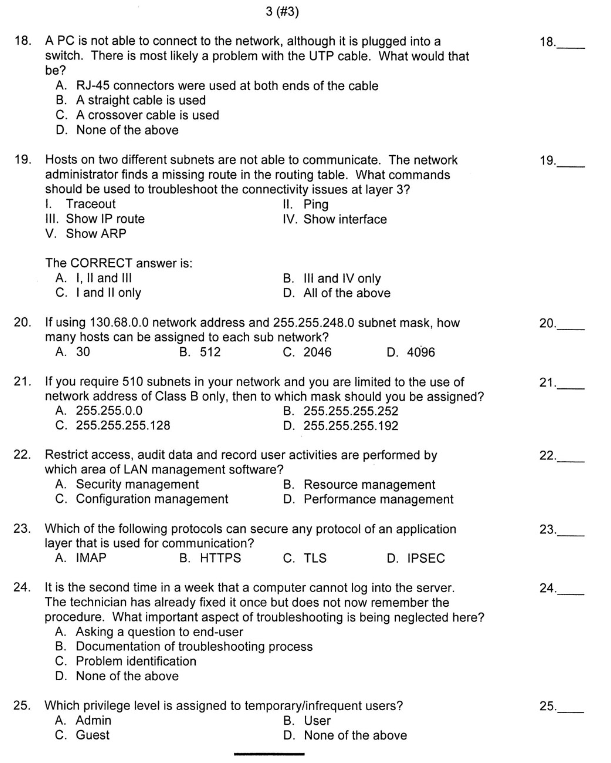 3 (#3)
18. A PC is not able to connect to the network, although it is plugged into a 18.____
switch. There is most likely a problem with the UTP cable. What would that
be?
A. RJ-45 connectors were used at both ends of the cable
B. A straight cable is used
C. A crossover cable is used
D. None of the above
19. Hosts on two different subnets are not able to communicate. The network 19.____
administrator finds a missing route in the routing table. What commands
should be used to troubleshoot the connectivity issues at layer 3?
I. Traceout II. Ping
III. Show IP route IV. Show interface
V. Show ARP
The CORRECT answer is:
A. I, II and III B. III and IV only
C. I and II only D. All of the above
20. If using 130.68.0.0 network address and 255.255.248.0 subnet mask, how 20.____
many hosts can be assigned to each sub network?
A. 30 B. 512 C. 2046 D. 4096
21. If you require 510 subnets in your network and you are limited to the use of 21.____
network address of Class B only, then to which mask should you be assigned?
A. 255.255.0.0 B. 255.255.255.252
C. 255.255.255.128 D. 255.255.255.192
22. Restrict access, audit data and record user activities are performed by 22.____
which area of LAN management software?
A. Security management B. Resource management
C. Configuration management D. Performance management
23. Which of the following protocols can secure any protocol of an application 23.____
layer that is used for communication?
A. IMAP B. HTTPS C. TLS D. IPSEC
24. It is the second time in a week that a computer cannot log into the server. 24.____
The technician has already fixed it once but does not now remember the
procedure. What important aspect of troubleshooting is being neglected here?
A. Asking a question to end-user
B. Documentation of troubleshooting process
C. Problem identification
D. None of the above
25. Which privilege level is assigned to temporary/infrequent users? 25.____
A. Admin B. User
C. Guest D. None of the above